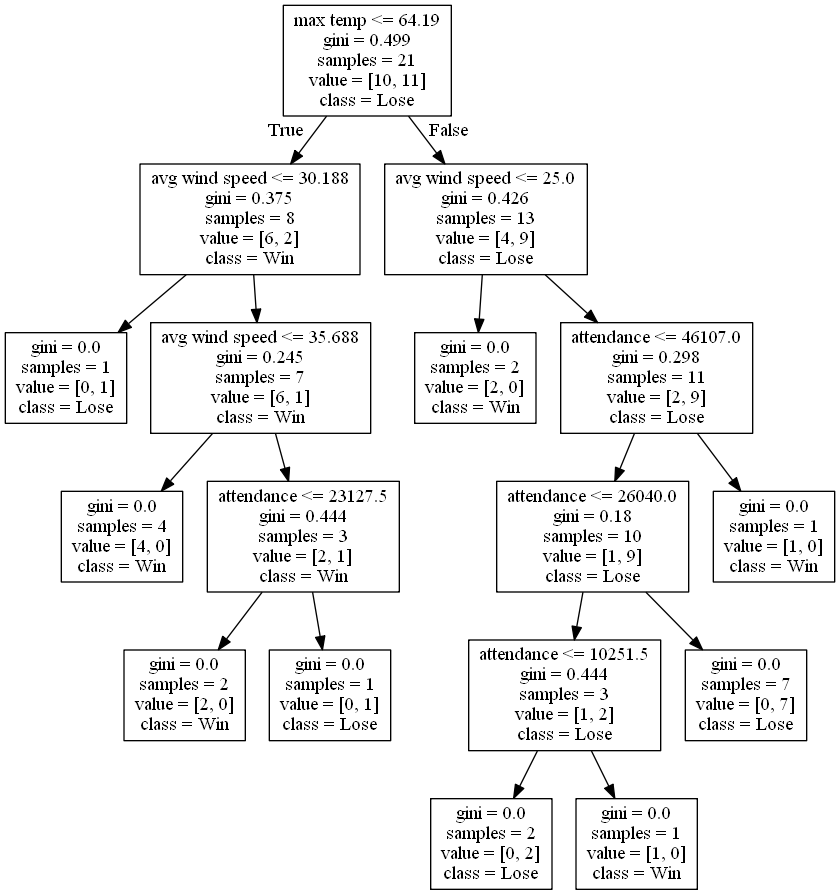 max temp <= 64.19
gini = 0.499
samples = 21
value = [10, 11]
class = Lose
True
False
avg wind speed <= 30.188
gini = 0.375
samples = 8
value = [6, 2]
class = Win
avg wind speed <= 25.0
gini = 0.426
samples = 13
value = [4, 9]
class = Lose
gini = 0.0
samples = 1
value = [0, 1]
class = Lose
avg wind speed <= 35.688
gini = 0.245
samples = 7
value = [6, 1]
class = Win
gini = 0.0
samples = 2
value = [2, 0]
class = Win
attendance <= 46107.0
gini = 0.298
samples = 11
value = [2, 9]
class = Lose
gini = 0.0
samples = 4
value = [4, 0]
class = Win
attendance <= 23127.5
gini = 0.444
samples = 3
value = [2, 1]
class = Win
attendance <= 26040.0
gini = 0.18
samples = 10
value = [1, 9]
class = Lose
gini = 0.0
samples = 1
value = [1, 0]
class = Win
gini = 0.0
samples = 2
value = [2, 0]
class = Win
gini = 0.0
samples = 1
value = [0, 1]
class = Lose
attendance <= 10251.5
gini = 0.444
samples = 3
value = [1, 2]
class = Lose
gini = 0.0
samples = 7
value = [0, 7]
class = Lose
gini = 0.0
samples = 2
value = [0, 2]
class = Lose
gini = 0.0
samples = 1
value = [1, 0]
class = Win